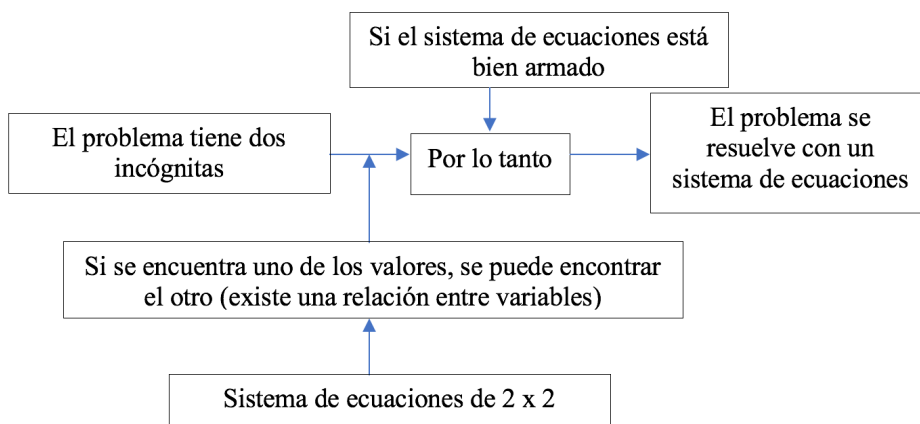 Si el sistema de ecuaciones está
bien armado
El problema tiene dos
incógnitas
Por lo tanto
El problema se
resuelve con un
sistema de ecuaciones
Si se encuentra uno de los valores, se puede encontrar
el otro (existe una relación entre variables)
Sistema de ecuaciones de 2 x 2